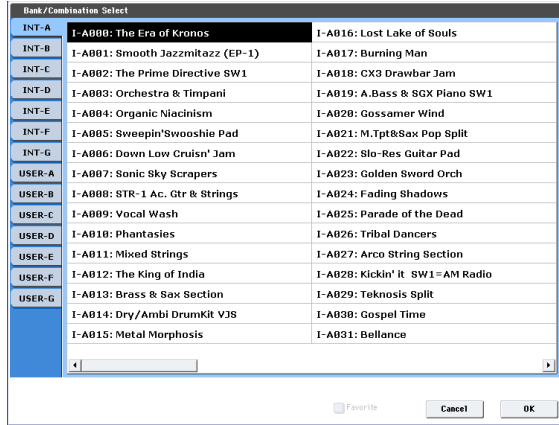 Bank/Combination Select
INT-A
INT-B
INT-C
INT-D
INT-E
INT-F
INT-G
USER-A
USER-B
USER-C
USER-D
USER-E
USER-F
USER-G
I-A000: The Era of Kronos
I-A001: Smooth Jazzmitazz (EP-1)
I-A002: The Prime Directive SW1
I-A003: Orchestra & Timpani
I-A004: Organic Niacinism
I-A005: Sweepin'Swooshie Pad
I-A006: Down Low Cruisn' Jam
I-A007: Sonic Sky Scrapers
I-A008: STR-1 Ac. Gtr & Strings
I-A009: Vocal Wash
I-A010: Phantasies
I-A011: Mixed Strings
I-A012: The King of India
I-A013: Brass & Sax Section
I-A014: Dry/Ambi DrumKit VJS
I-A015: Metal Morphosis
I-A016: Lost Lake of Souls
I-A017: Burning Man
I-A018: CX3 Drawbar Jam
I-A019: A.Bass & SGX Piano SW1
I-A020: Gossamer Wind
I-A021: M.Tpt&Sax Pop Split
I-A022: Slo-Res Guitar Pad
I-A023: Golden Sword Orch
I-A024: Fading Shadows
I-A025: Parade of the Dead
I-A026: Tribal Dancers
I-A027: Arco String Section
I-A028: Kickin' it SW1=AM Radio
I-A029: Teknosis Split
I-A030: Gospel Time
I-A031: Bellance
Favorite
Cancel
OK